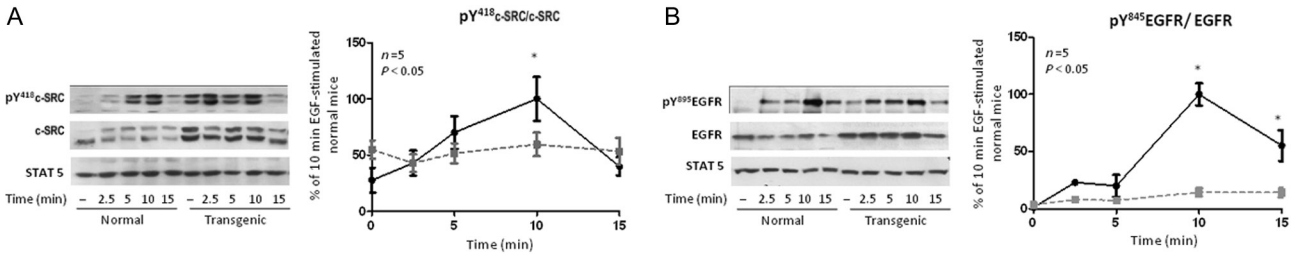 A
pY418c-SRC
c-SRC
STAT 5
Time (min) – 2.5 5 10 15 – 2.5 5 10 15
Normal Transgenic
pY418c-SRC/c-SRC
% of 10 min EGF-stimulated
normal mice
n=5
P < 0.05
*
150
100
50
0
0 5 10 15
Time (min)
B
pY895EGFR
EGFR
STAT 5
Time (min) – 2.5 5 10 15 – 2.5 5 10 15
Normal Transgenic
pY845EGFR/ EGFR
% of 10 min EGF-stimulated
normal mice
n=5
P < 0.05
*
*
150
100
50
0
0 5 10 15
Time (min)